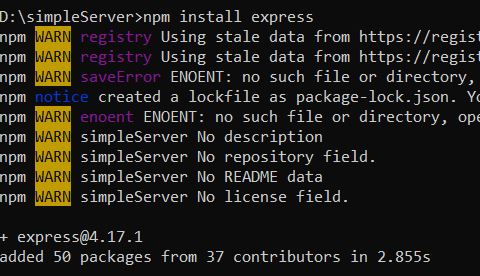 D:\simpleServer>npm install express
npm WARN registry Using stale data from https://regist
npm WARN registry Using stale data from https://regist
npm WARN saveError ENOENT: no such file or directory,
npm notice created a lockfile as package-lock.json. Yo
npm WARN enoent ENOENT: no such file or directory, ope
npm WARN simpleServer No description
npm WARN simpleServer No repository field.
npm WARN simpleServer No README data
npm WARN simpleServer No license field.
+ express@4.17.1
added 50 packages from 37 contributors in 2.855s